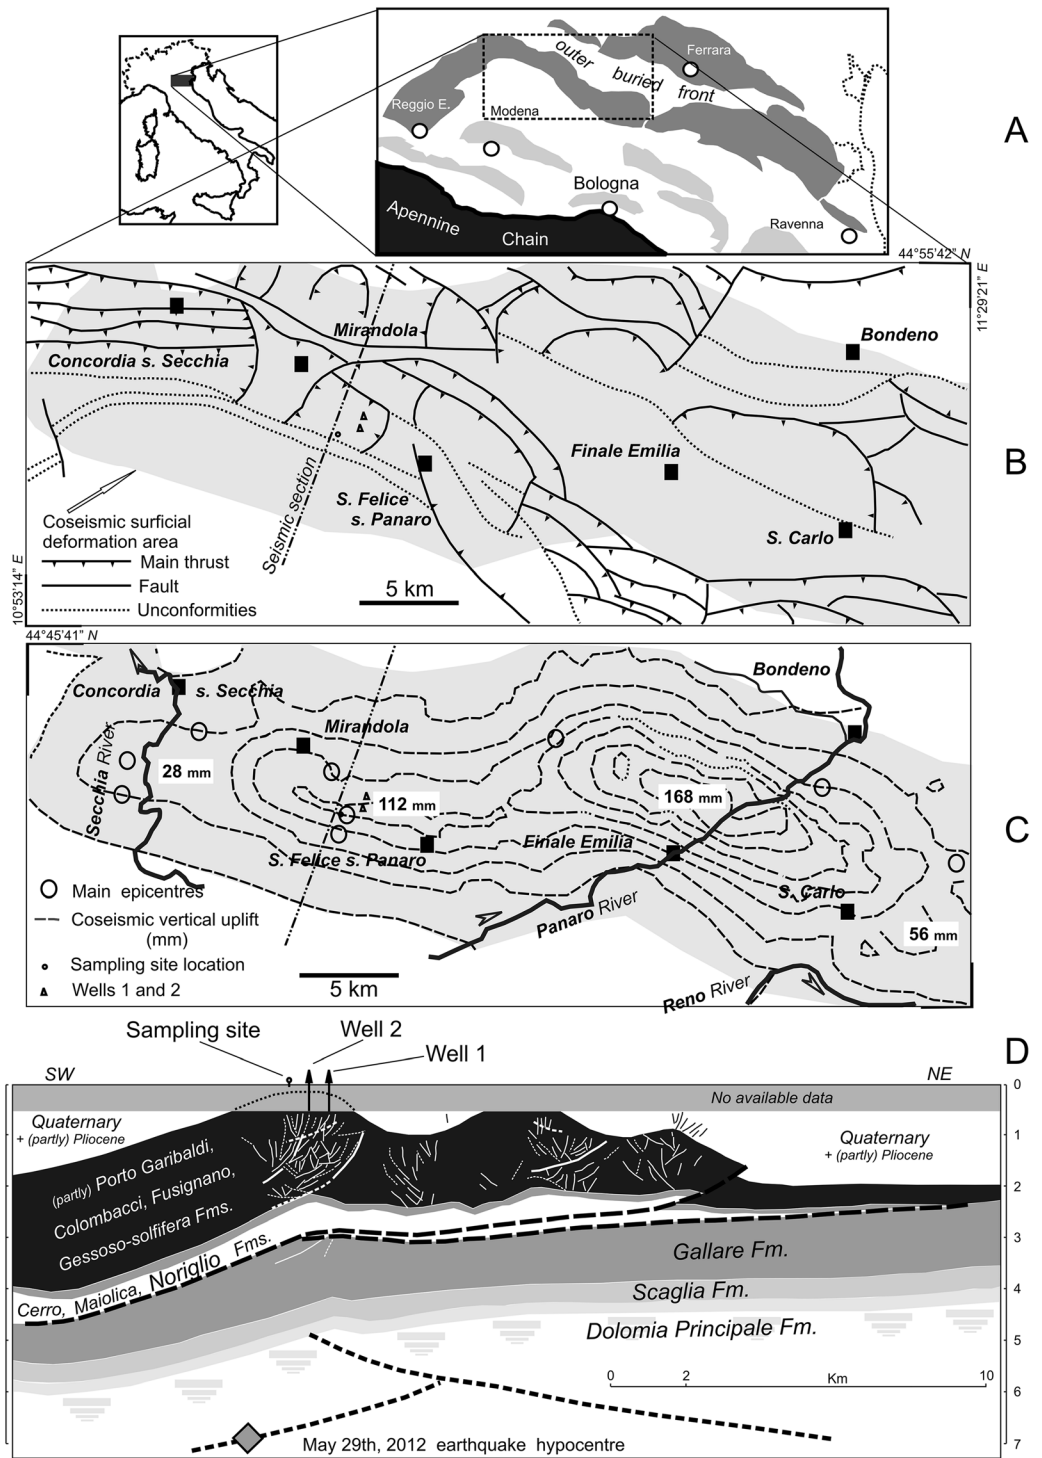 A
Ferrara
outer buried front
Reggio E.
Modena
Bologna
Apennine
Chain
Ravenna
44°55'42" N
11°29'21" E
B
Mirandola
Bondeno
Concordia s. Secchia
Finale Emilia
S. Felice
s. Panaro
S. Carlo
Seismic section
Coseismic surficial
deformation area
Main thrust
Fault
Unconformities
5 km
10°53'14" E
44°45'41" N
C
Bondeno
Concordia s. Secchia
Mirandola
Secchia River
28 mm
112 mm
168 mm
S. Felice s. Panaro
Finale Emilia
S. Carlo
56 mm
Panaro River
Reno River
Main epicentres
Coseismic vertical uplift
(mm)
Sampling site location
Wells 1 and 2
5 km
D
Sampling site
Well 2
Well 1
SW
NE
No available data
Quaternary
+ (partly) Pliocene
Quaternary
+ (partly) Pliocene
(partly) Porto Garibaldi,
Colombacci, Fusignano,
Gessoso-solfifera Fms.
Cerro, Maiolica, Noriglio Fms.
Gallare Fm.
Scaglia Fm.
Dolomia Principale Fm.
0
1
2
3
4
5
6
7
0 2 Km 10
May 29th, 2012 earthquake hypocentre